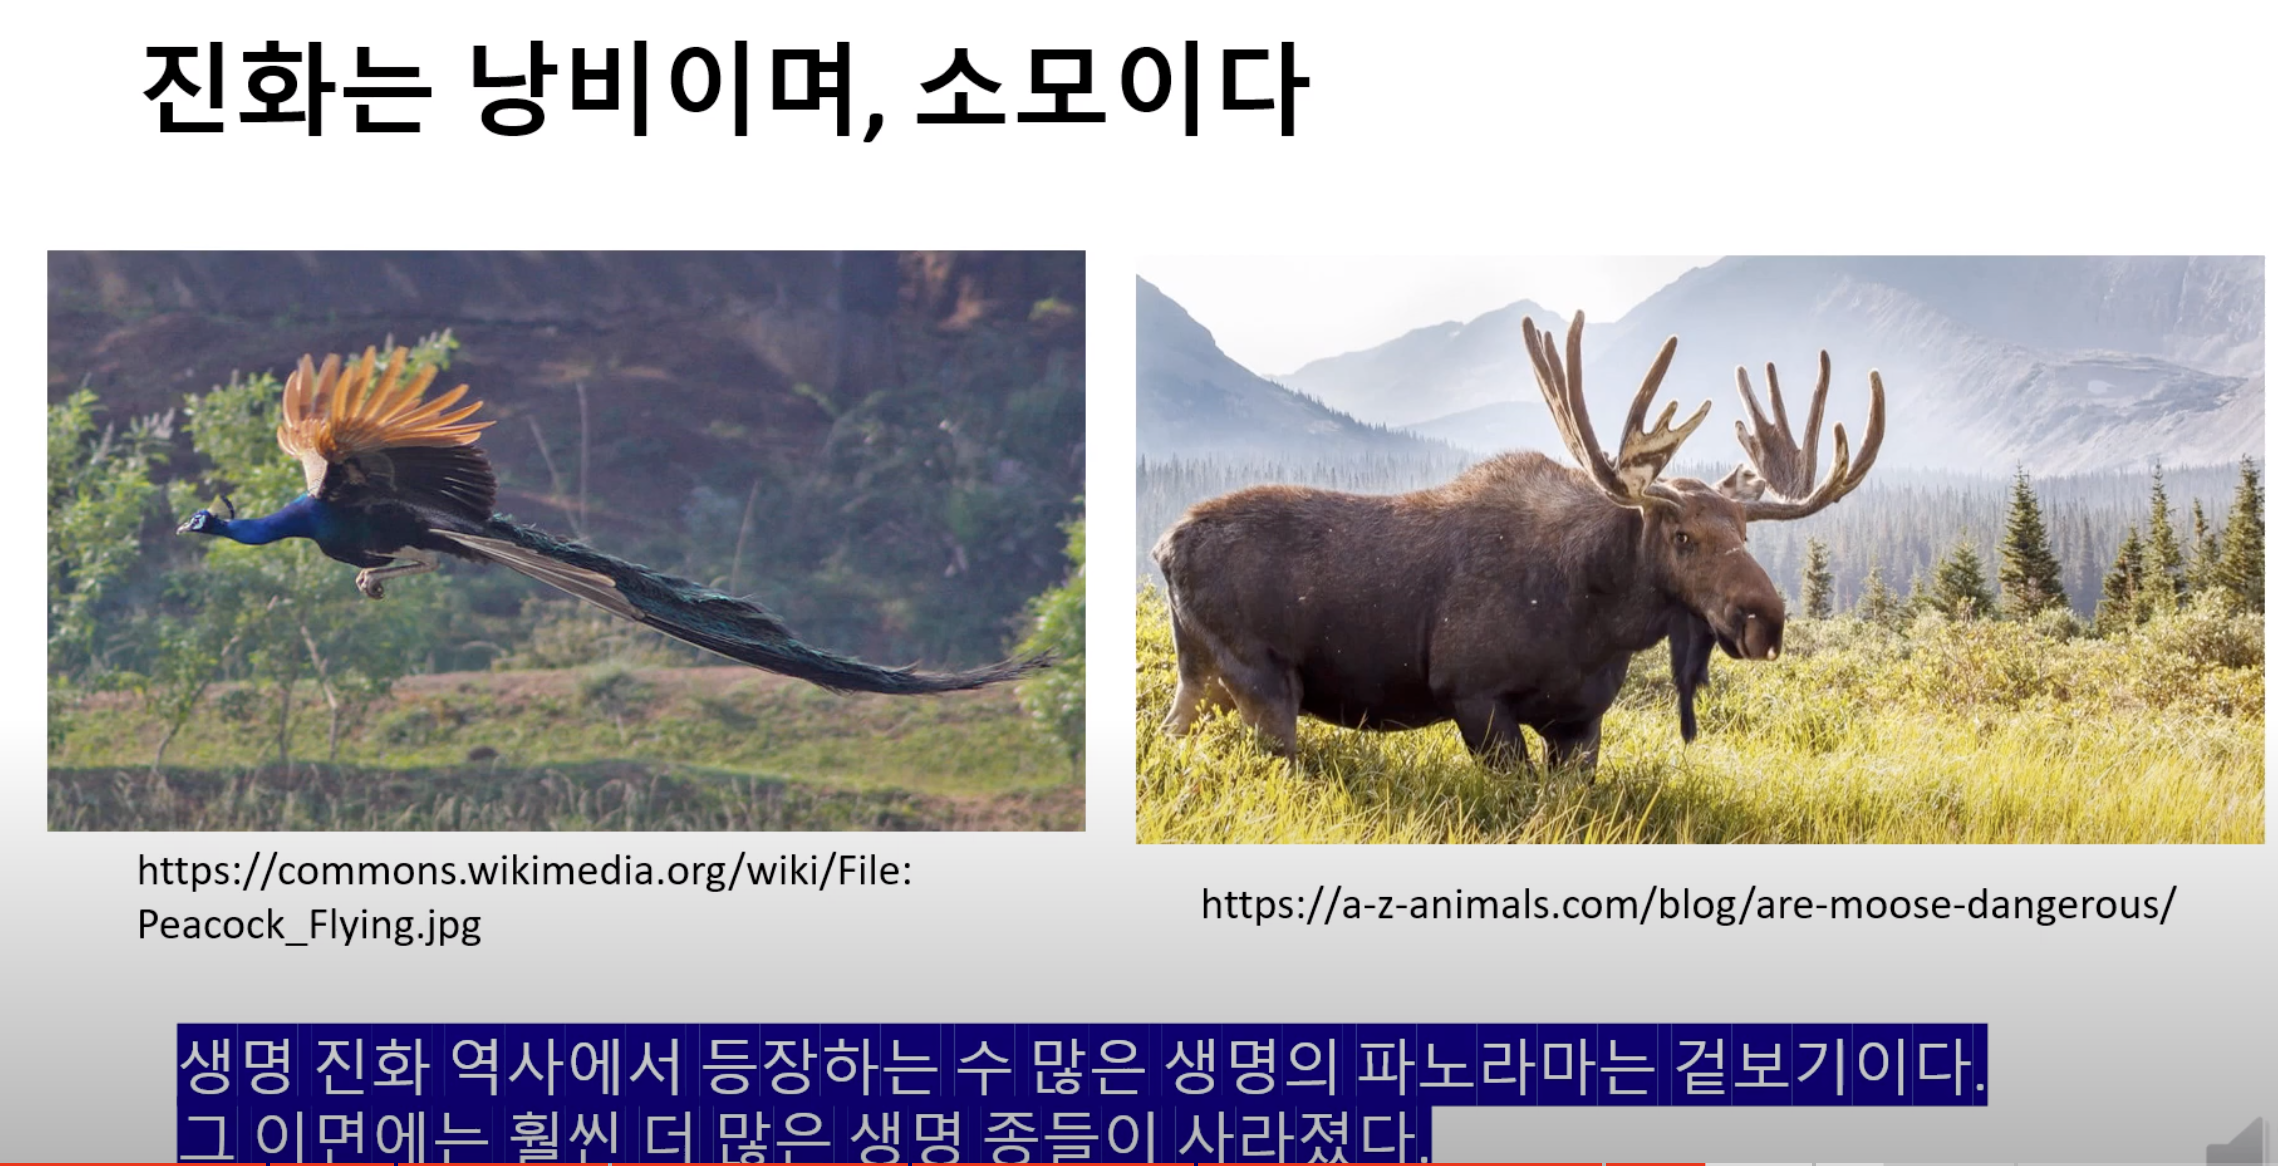 진화는 낭비이며, 소모이다
https://commons.wikimedia.org/wiki/File:
Peacock_Flying.jpg
https://a-z-animals.com/blog/are-moose-dangerous/
생명 진화 역사에서 등장하는 수 많은 생명의 파노라마는 겉보기이다.
그 이면에는 훨씬 더 많은 생명 종들이 사라졌다.